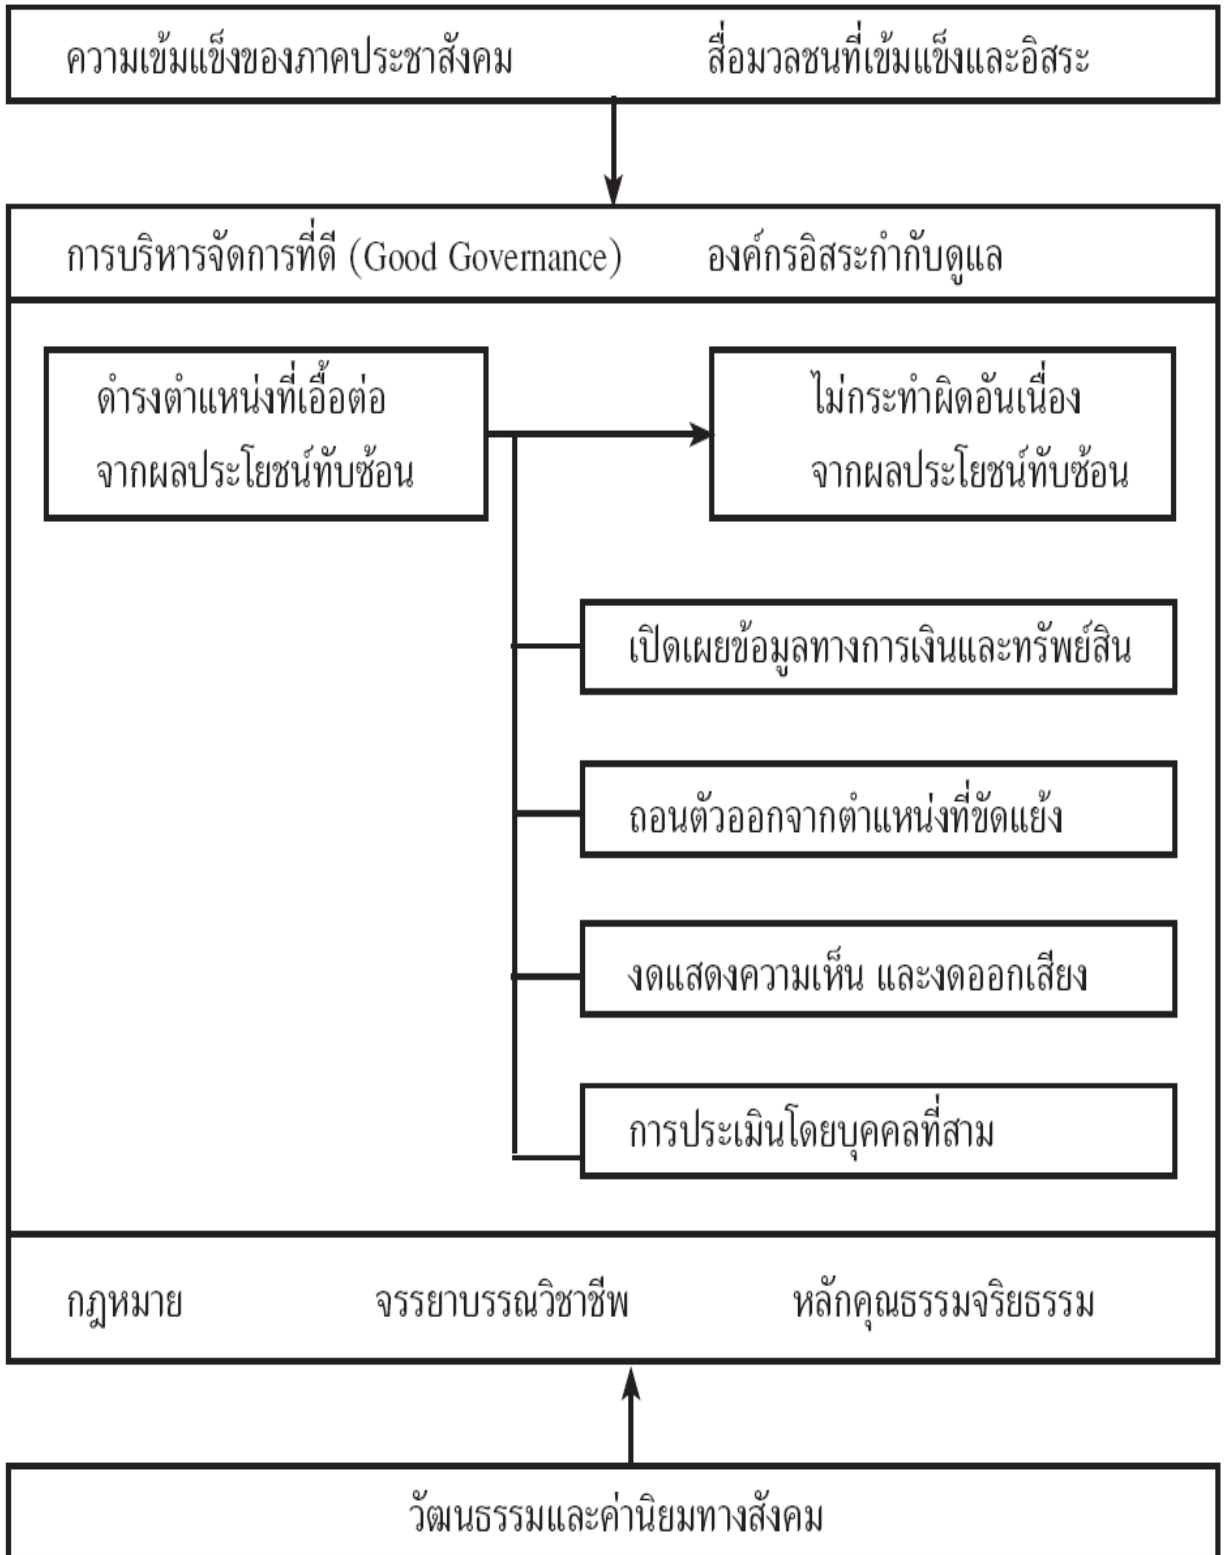 ความเข้มแข็งของภาคประชาสังคม สื่อมวลชนที่เข้มแข็งและอิสระ
การบริหารจัดการที่ดี (Good Governance) องค์กรอิสระกำกับดูแล
ดำรงตำแหน่งที่เอื้อต่อ
จากผลประโยชน์ทับซ้อน
ไม่กระทำผิดอันเนื่อง
จากผลประโยชน์ทับซ้อน
เปิดเผยข้อมูลทางการเงินและทรัพย์สิน
ถอนตัวออกจากตำแหน่งที่ขัดแย้ง
งดแสดงความเห็น และงดออกเสียง
การประเมินโดยบุคคลที่สาม
กฎหมาย จรรยาบรรณวิชาชีพ หลักคุณธรรมจริยธรรม
วัฒนธรรมและค่านิยมทางสังคม